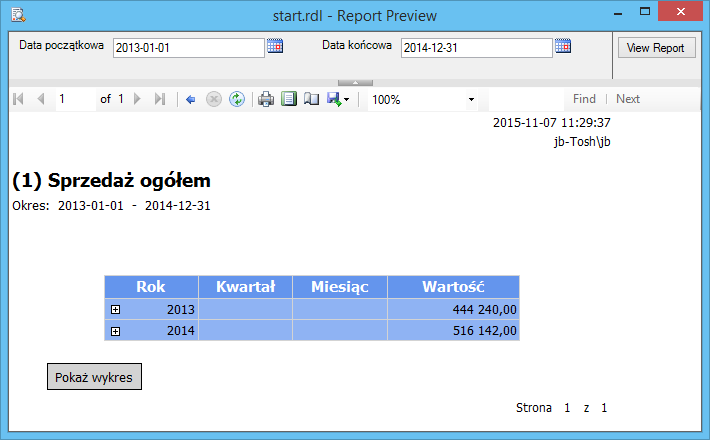 start.rdl - Report Preview
Data początkowa 2013-01-01 Data końcowa 2014-12-31 View Report
1 of 1 100% Find Next
2015-11-07 11:29:37
jb-Tosh\jb
(1) Sprzedaż ogółem
Okres: 2013-01-01 - 2014-12-31
Rok Kwartał Miesiąc Wartość
2013 444 240,00
2014 516 142,00
Pokaż wykres
Strona 1 z 1